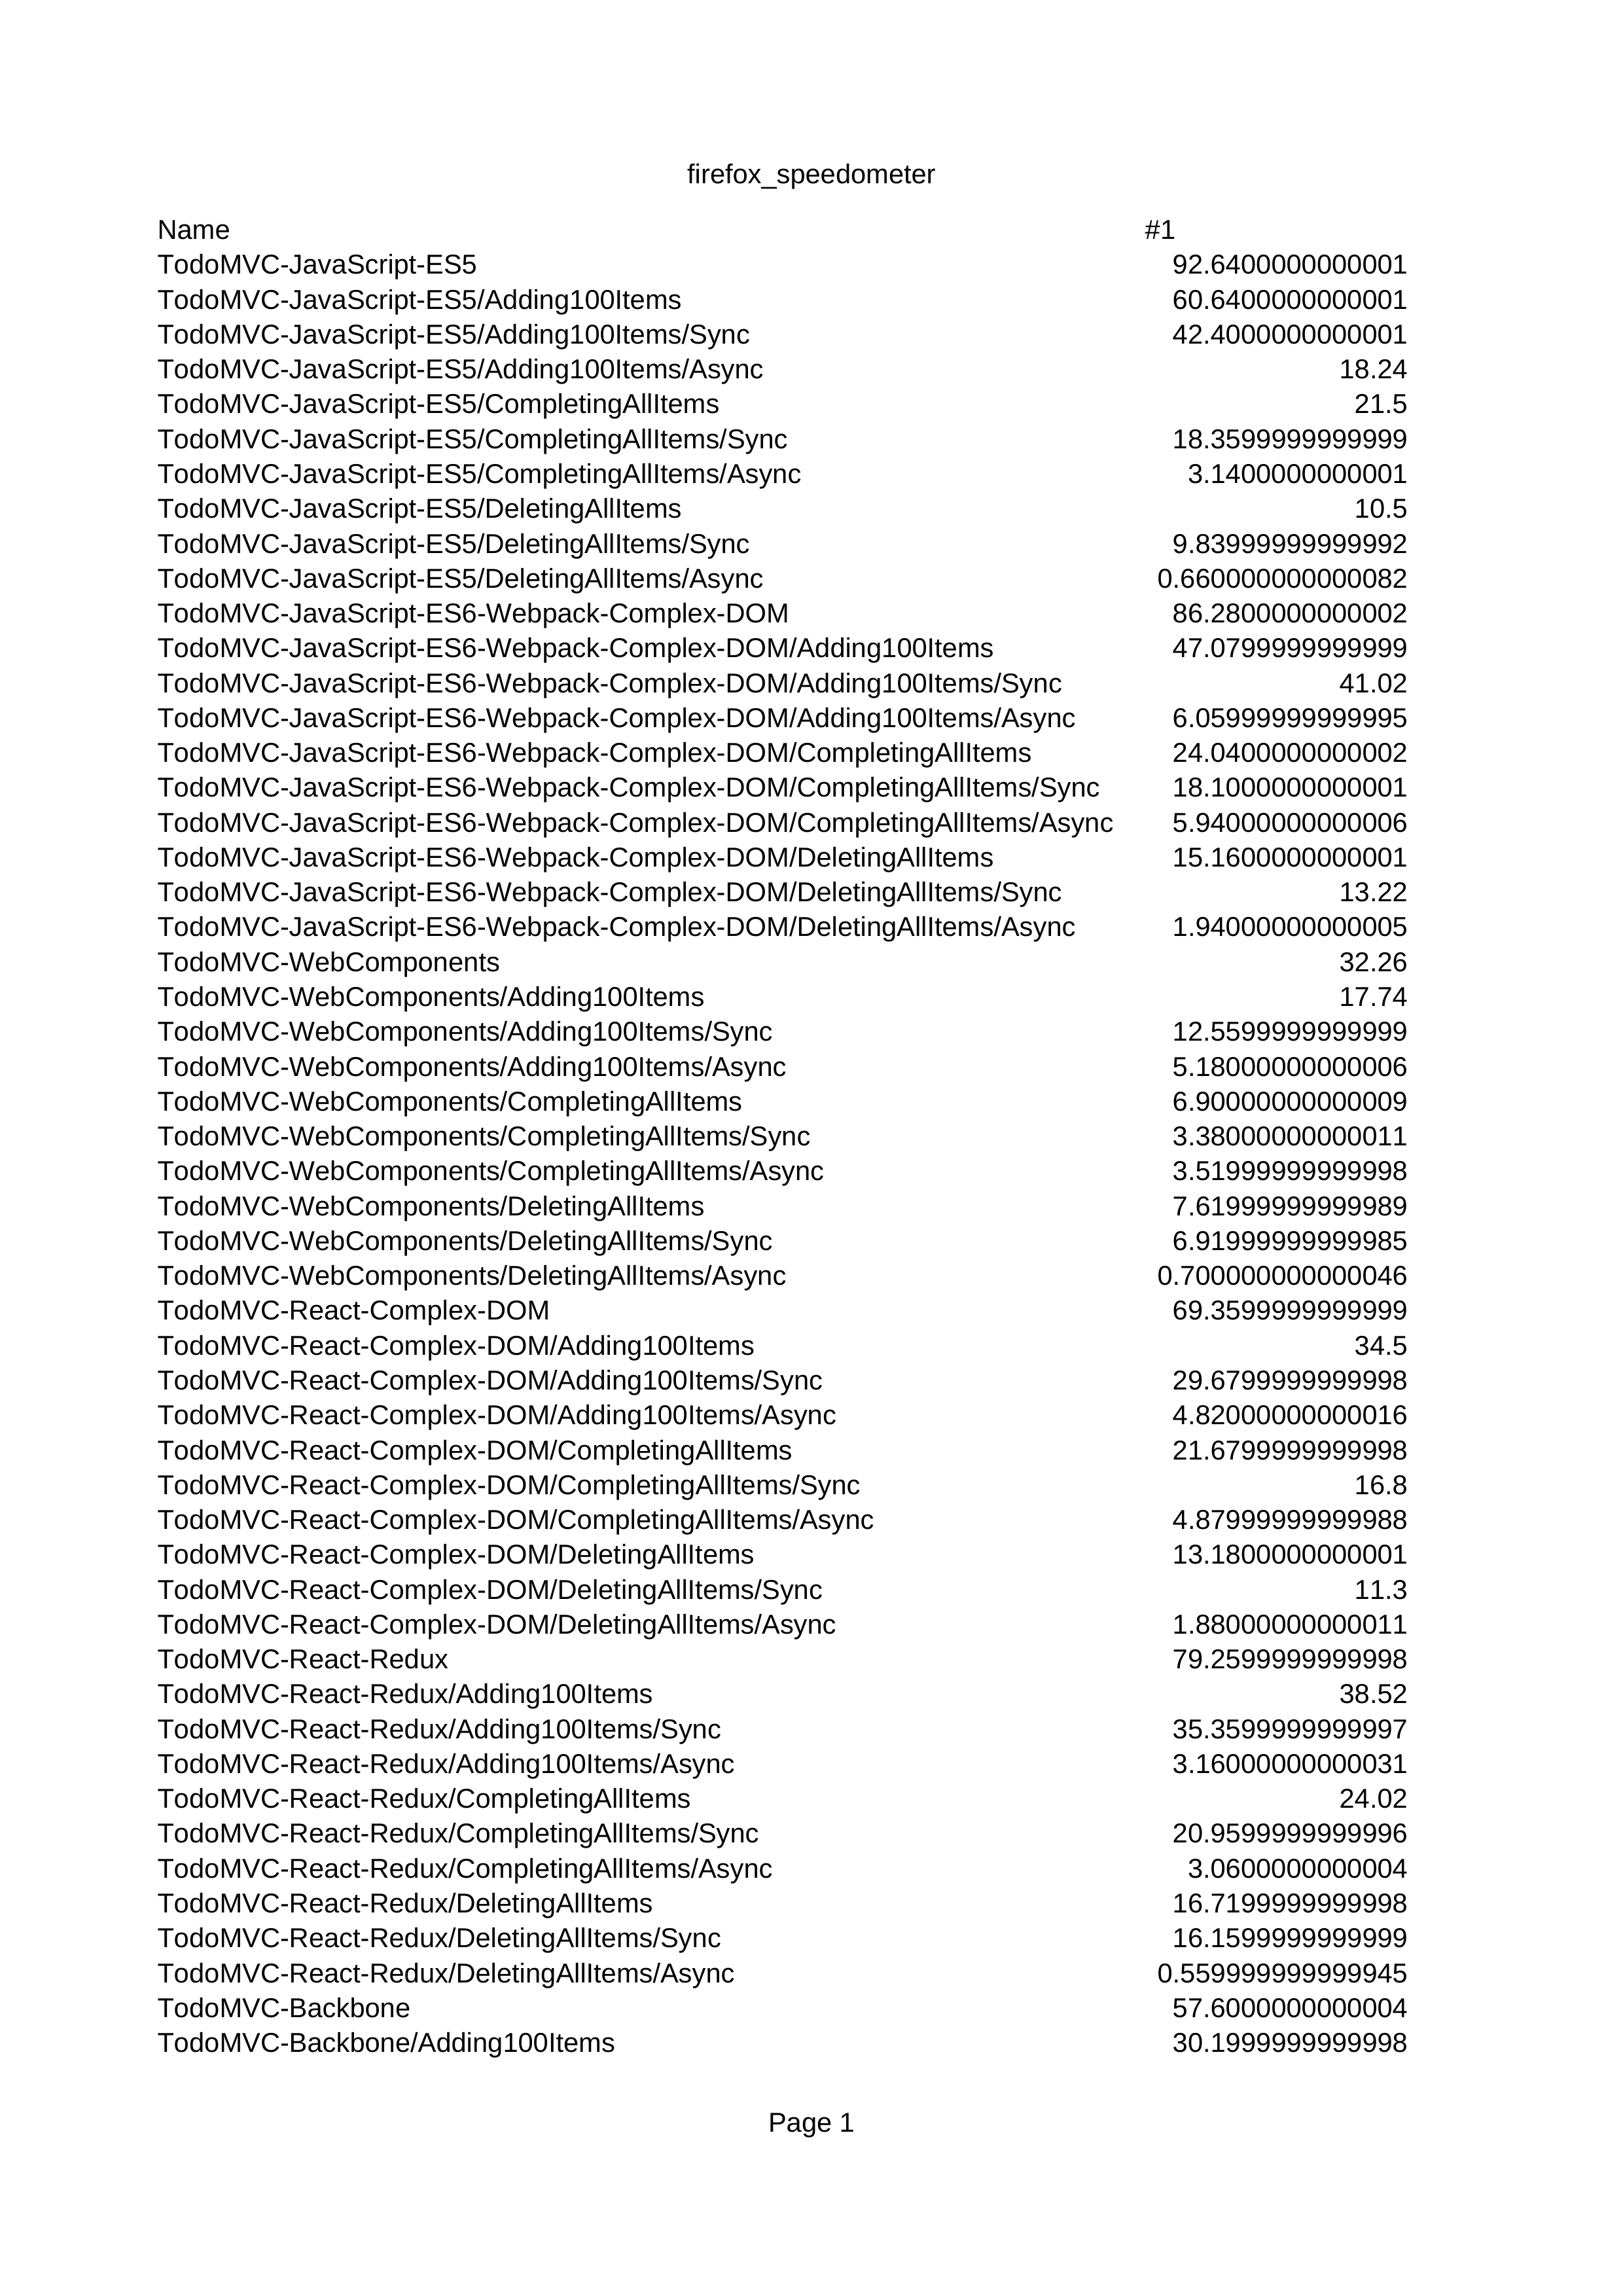 firefox_speedometer
Name #1
TodoMVC-JavaScript-ES5 92.6400000000001
TodoMVC-JavaScript-ES5/Adding100Items 60.6400000000001
TodoMVC-JavaScript-ES5/Adding100Items/Sync 42.4000000000001
TodoMVC-JavaScript-ES5/Adding100Items/Async 18.24
TodoMVC-JavaScript-ES5/CompletingAllItems 21.5
TodoMVC-JavaScript-ES5/CompletingAllItems/Sync 18.3599999999999
TodoMVC-JavaScript-ES5/CompletingAllItems/Async 3.1400000000001
TodoMVC-JavaScript-ES5/DeletingAllItems 10.5
TodoMVC-JavaScript-ES5/DeletingAllItems/Sync 9.83999999999992
TodoMVC-JavaScript-ES5/DeletingAllItems/Async 0.660000000000082
TodoMVC-JavaScript-ES6-Webpack-Complex-DOM 86.2800000000002
TodoMVC-JavaScript-ES6-Webpack-Complex-DOM/Adding100Items 47.0799999999999
TodoMVC-JavaScript-ES6-Webpack-Complex-DOM/Adding100Items/Sync 41.02
TodoMVC-JavaScript-ES6-Webpack-Complex-DOM/Adding100Items/Async 6.05999999999995
TodoMVC-JavaScript-ES6-Webpack-Complex-DOM/CompletingAllItems 24.0400000000002
TodoMVC-JavaScript-ES6-Webpack-Complex-DOM/CompletingAllItems/Sync 18.1000000000001
TodoMVC-JavaScript-ES6-Webpack-Complex-DOM/CompletingAllItems/Async 5.94000000000006
TodoMVC-JavaScript-ES6-Webpack-Complex-DOM/DeletingAllItems 15.1600000000001
TodoMVC-JavaScript-ES6-Webpack-Complex-DOM/DeletingAllItems/Sync 13.22
TodoMVC-JavaScript-ES6-Webpack-Complex-DOM/DeletingAllItems/Async 1.94000000000005
TodoMVC-WebComponents 32.26
TodoMVC-WebComponents/Adding100Items 17.74
TodoMVC-WebComponents/Adding100Items/Sync 12.5599999999999
TodoMVC-WebComponents/Adding100Items/Async 5.18000000000006
TodoMVC-WebComponents/CompletingAllItems 6.90000000000009
TodoMVC-WebComponents/CompletingAllItems/Sync 3.38000000000011
TodoMVC-WebComponents/CompletingAllItems/Async 3.51999999999998
TodoMVC-WebComponents/DeletingAllItems 7.61999999999989
TodoMVC-WebComponents/DeletingAllItems/Sync 6.91999999999985
TodoMVC-WebComponents/DeletingAllItems/Async 0.700000000000046
TodoMVC-React-Complex-DOM 69.3599999999999
TodoMVC-React-Complex-DOM/Adding100Items 34.5
TodoMVC-React-Complex-DOM/Adding100Items/Sync 29.6799999999998
TodoMVC-React-Complex-DOM/Adding100Items/Async 4.82000000000016
TodoMVC-React-Complex-DOM/CompletingAllItems 21.6799999999998
TodoMVC-React-Complex-DOM/CompletingAllItems/Sync 16.8
TodoMVC-React-Complex-DOM/CompletingAllItems/Async 4.87999999999988
TodoMVC-React-Complex-DOM/DeletingAllItems 13.1800000000001
TodoMVC-React-Complex-DOM/DeletingAllItems/Sync 11.3
TodoMVC-React-Complex-DOM/DeletingAllItems/Async 1.88000000000011
TodoMVC-React-Redux 79.2599999999998
TodoMVC-React-Redux/Adding100Items 38.52
TodoMVC-React-Redux/Adding100Items/Sync 35.3599999999997
TodoMVC-React-Redux/Adding100Items/Async 3.16000000000031
TodoMVC-React-Redux/CompletingAllItems 24.02
TodoMVC-React-Redux/CompletingAllItems/Sync 20.9599999999996
TodoMVC-React-Redux/CompletingAllItems/Async 3.0600000000004
TodoMVC-React-Redux/DeletingAllItems 16.7199999999998
TodoMVC-React-Redux/DeletingAllItems/Sync 16.1599999999999
TodoMVC-React-Redux/DeletingAllItems/Async 0.559999999999945
TodoMVC-Backbone 57.6000000000004
TodoMVC-Backbone/Adding100Items 30.1999999999998
Page 1